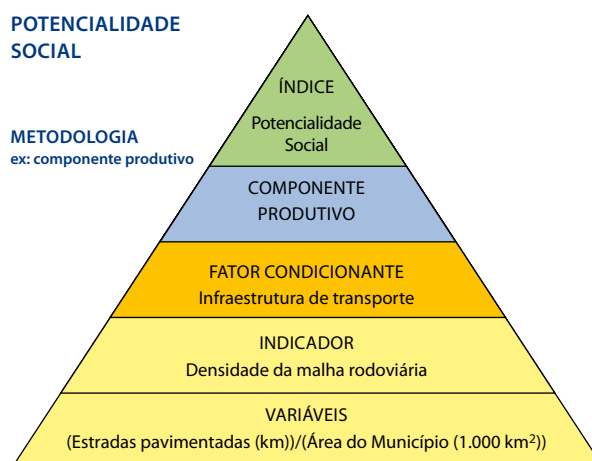 POTENCIALIDADE
SOCIAL
METODOLOGIA
ex: componente produtivo
ÍNDICE
Potencialidade
Social
COMPONENTE
PRODUTIVO
FATOR CONDICIONANTE
Infraestrutura de transporte
INDICADOR
Densidade da malha rodoviária
VARIÁVEIS
(Estradas pavimentadas (km))/(Área do Município (1.000 km²))